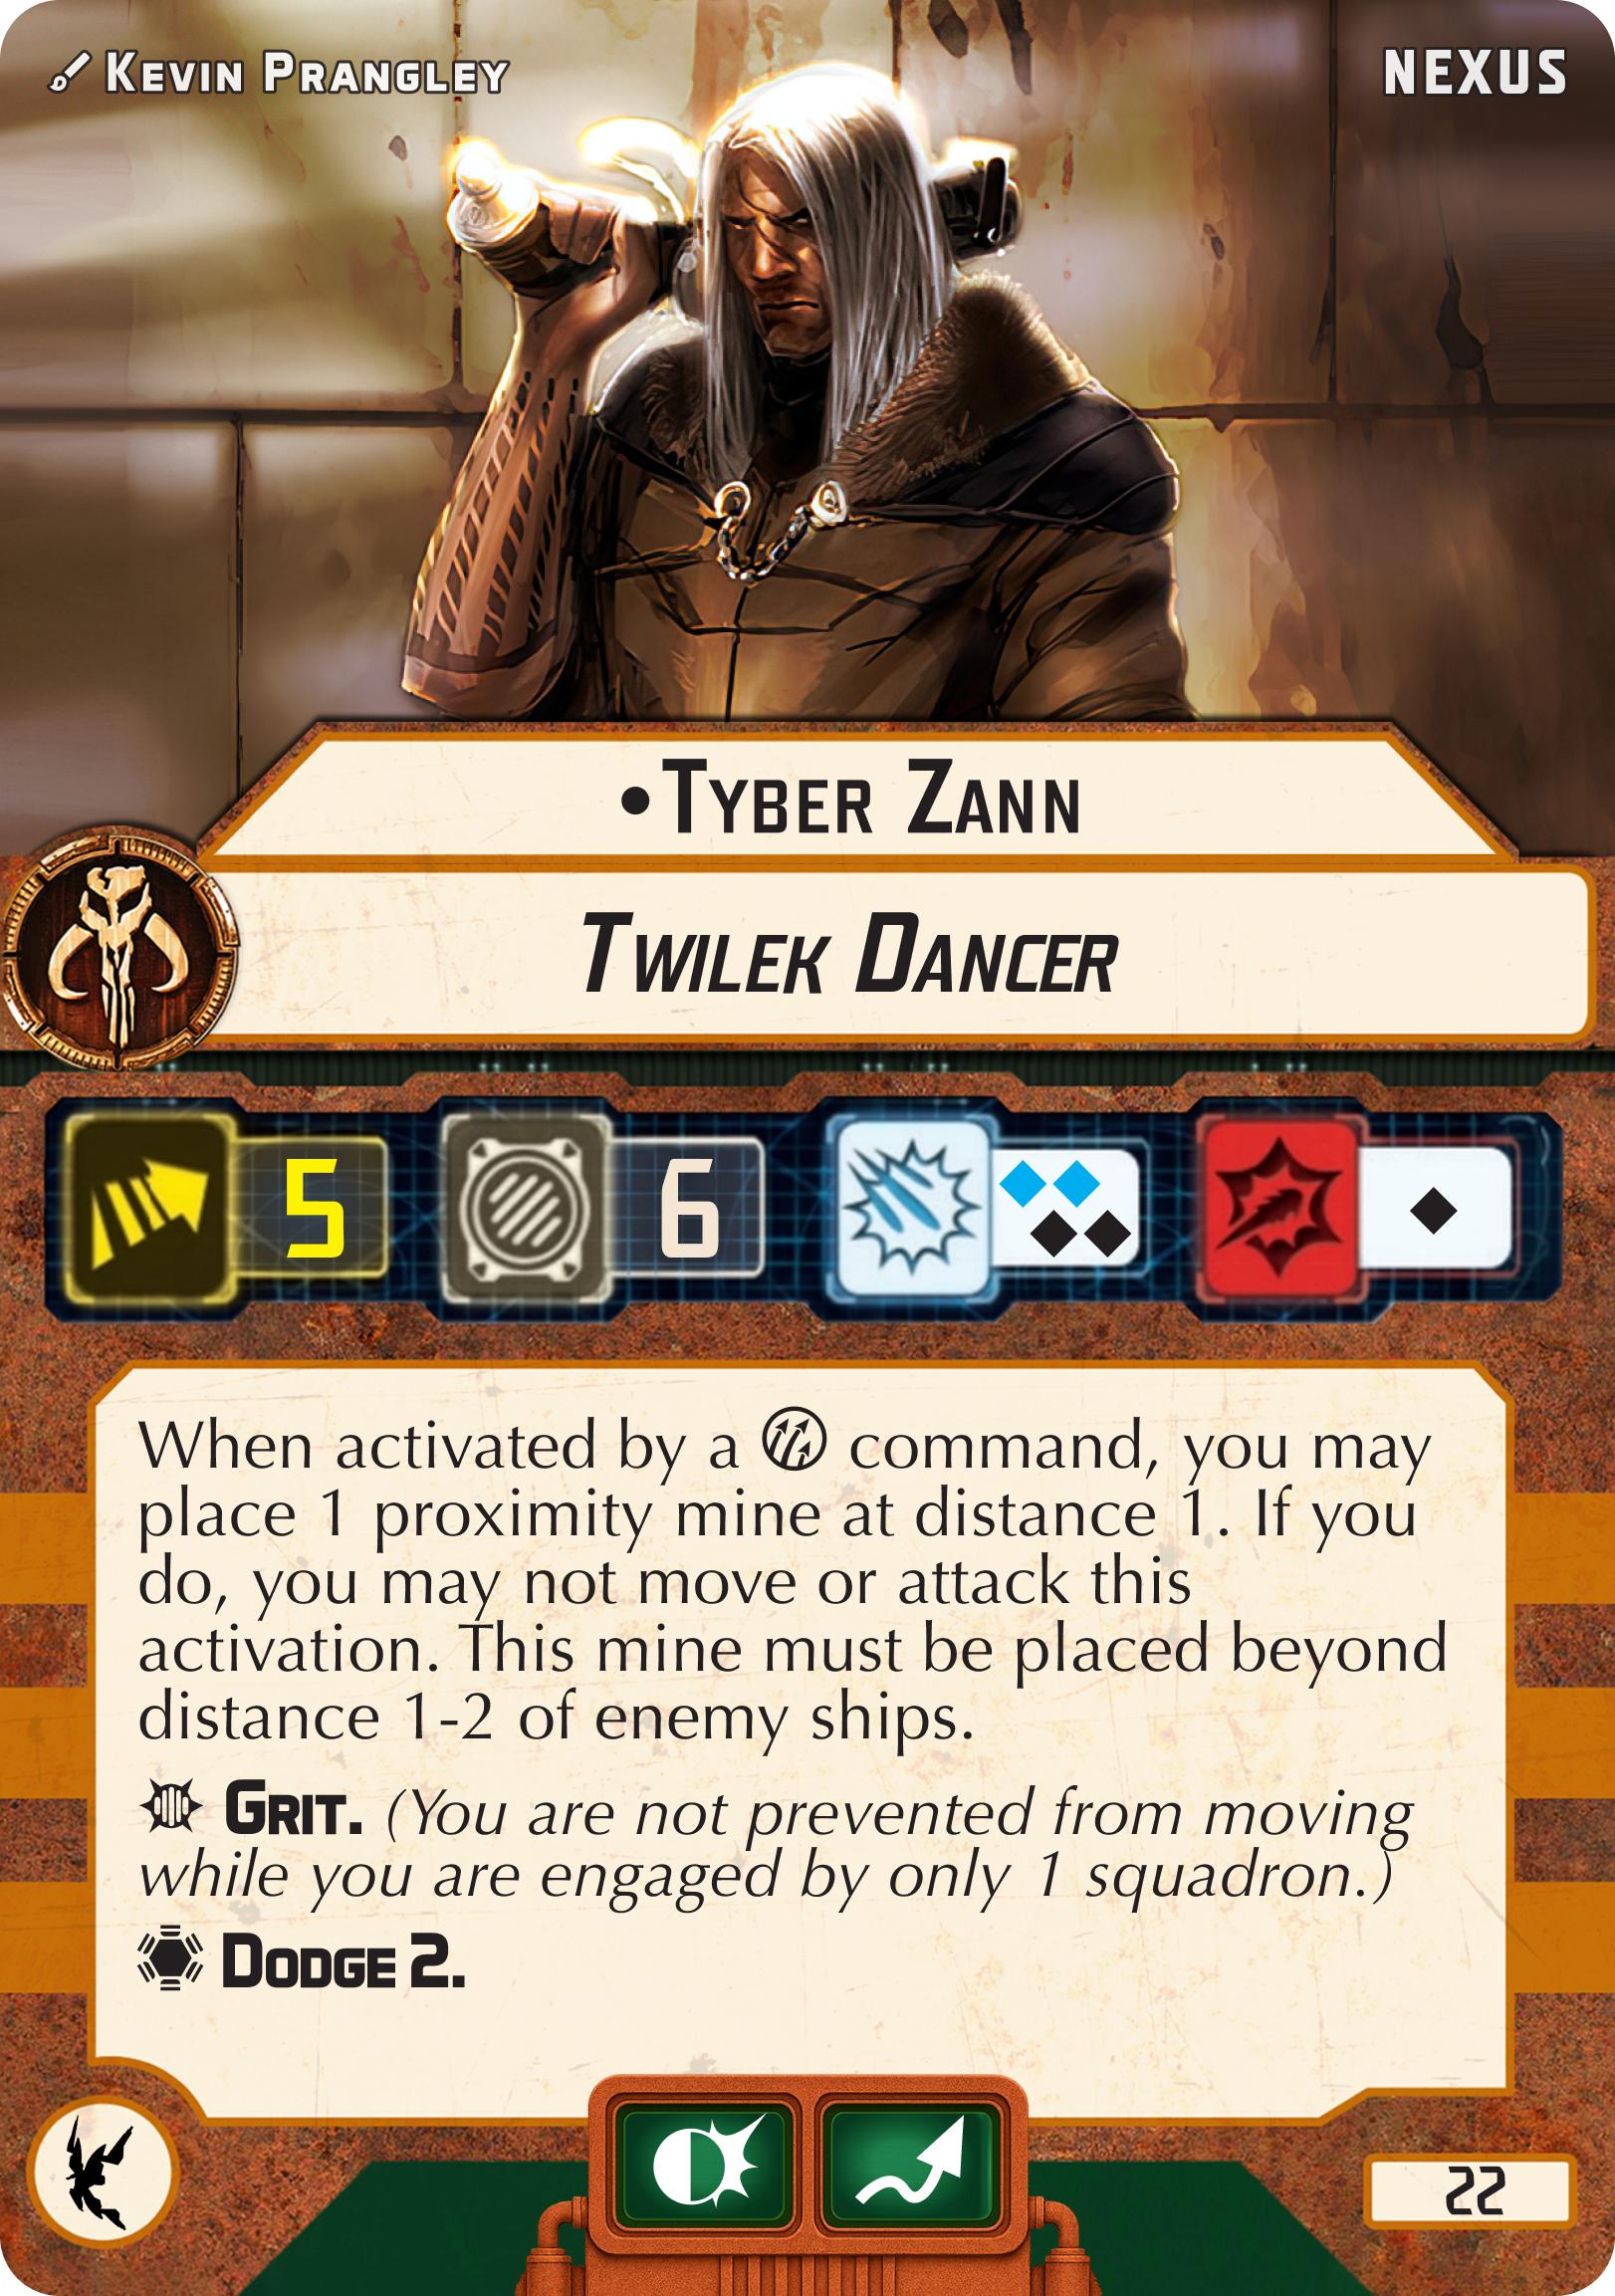 Kevin Prangley
NEXUS
•Tyber Zann
Twilek Dancer
5
6
When activated by a command, you may
place 1 proximity mine at distance 1. If you
do, you may not move or attack this
activation. This mine must be placed beyond
distance 1-2 of enemy ships.
Grit. (You are not prevented from moving
while you are engaged by only 1 squadron.)
Dodge 2.
22